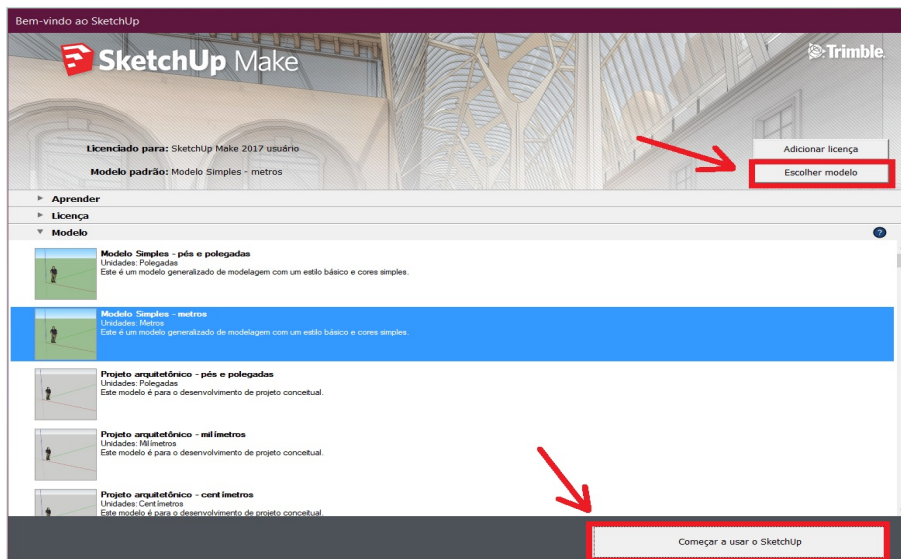 Bem-vindo ao SketchUp
SketchUp Make
Trimble.
Licenciado para: SketchUp Make 2017 usuário
Adicionar licença
Modelo padrão: Modelo Simples - metros
Escolher modelo
Aprender
Licença
Modelo
?
Modelo Simples - pés e polegadas
Unidades: Polegadas
Este é um modelo generalizado de modelagem com um estilo básico e cores simples.
Modelo Simples - metros
Unidades: Metros
Este é um modelo generalizado de modelagem com um estilo básico e cores simples.
Projeto arquitetônico - pés e polegadas
Unidades: Polegadas
Este modelo é para o desenvolvimento de projeto conceitual.
Projeto arquitetônico - milímetros
Unidades: Milímetros
Este modelo é para o desenvolvimento de projeto conceitual.
Projeto arquitetônico - centímetros
Unidades: Centímetros
Este modelo é para o desenvolvimento de projeto conceitual.
Começar a usar o SketchUp